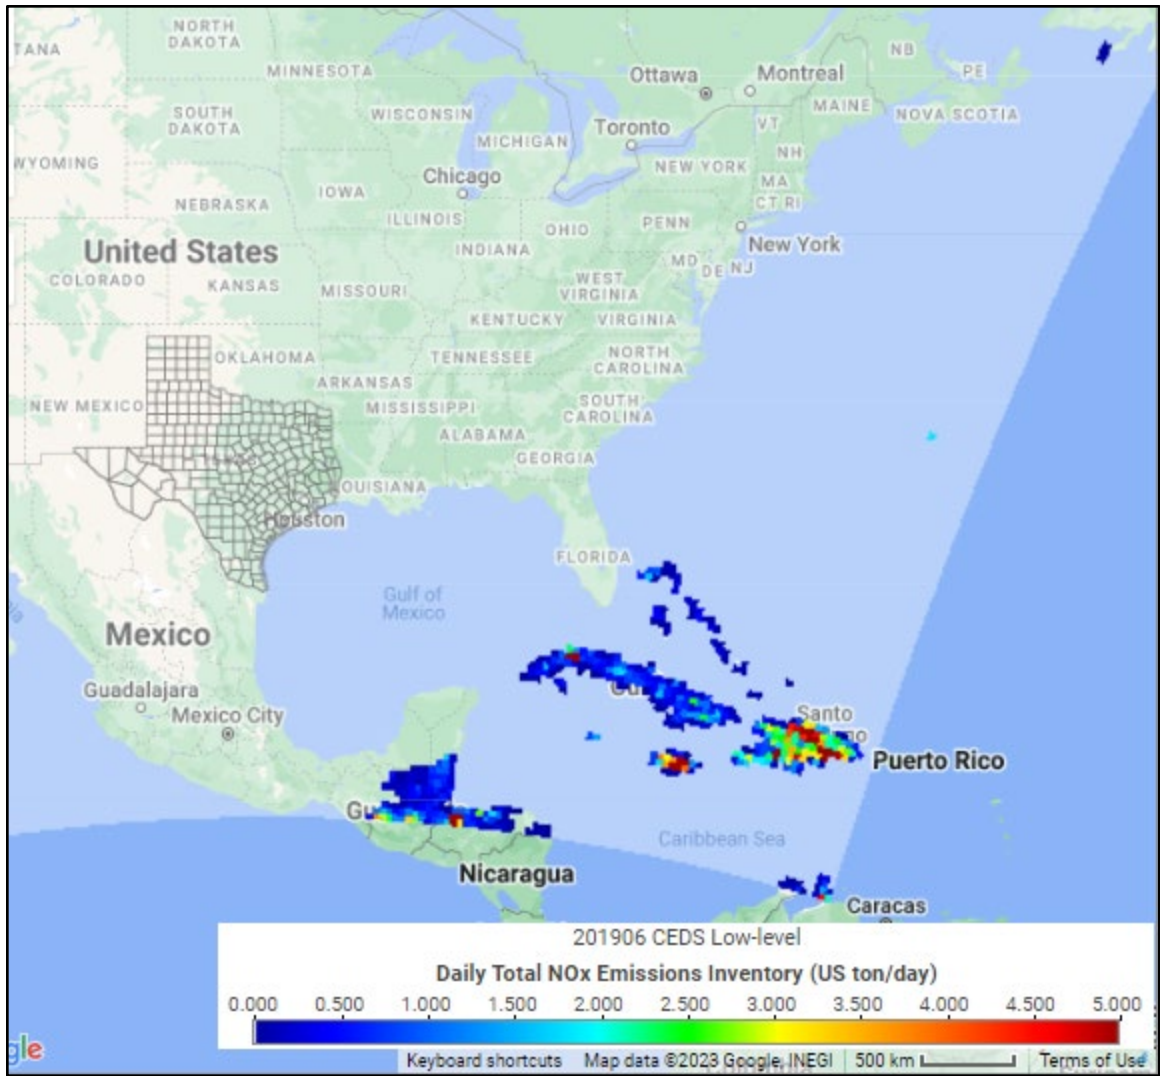 NORTH
DAKOTA
TANA
MINNESOTA
NB
PE
Ottawa
Montreal
SOUTH
DAKOTA
WISCONSIN
MAINE
NOVA SCOTIA
Toronto
VT
MICHIGAN
WYOMING
NH
NEW YORK
Chicago
MA
IOWA
NEBRASKA
CT RI
ILLINOIS
PENN
OHIO
New York
United States
INDIANA
MD
DE NJ
COLORADO
KANSAS
MISSOURI
WEST
VIRGINIA
KENTUCKY
VIRGINIA
OKLAHOMA
TENNESSEE
NORTH
CAROLINA
ARKANSAS
NEW MEXICO
MISSISSIPPI
SOUTH
CAROLINA
ALABAMA
GEORGIA
OUISIANA
Houston
FLORIDA
Gulf of
Mexico
Mexico
Guadalajara
Mexico City
Santo
Puerto Rico
Gu
Caribbean Sea
Nicaragua
Caracas
201906 CEDS Low-level
Daily Total NOx Emissions Inventory (US ton/day)
0.000 0.500 1.000 1.500 2.000 2.500 3.000 3.500 4.000 4.500 5.000
gle
Keyboard shortcuts Map data ©2023 Google, INEGI 500 km Terms of Use